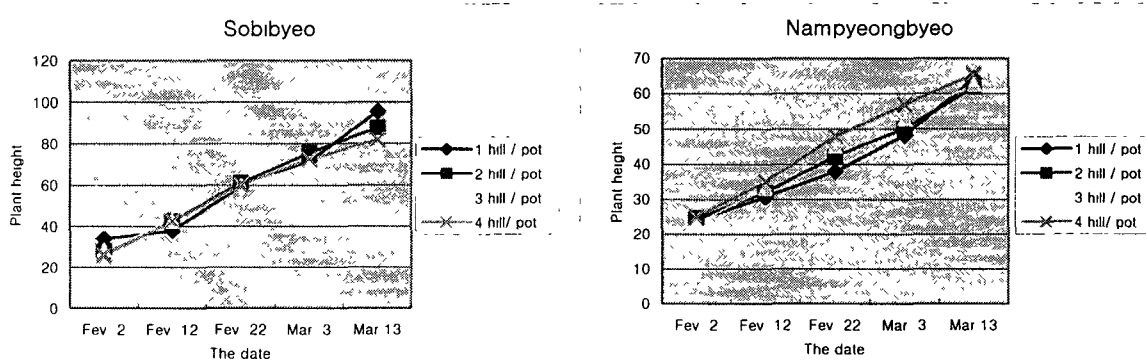 Sobıbyeo
120
100
80
60
40
20
0
Plant height
Fev 2 Fev 12 Fev 22 Mar 3 Mar 13
The date
1 hill / pot
2 hill / pot
3 hill / pot
4 hill/ pot
Nampyeongbyeo
70
60
50
40
30
20
10
0
Plant height
Fev 2 Fev 12 Fev 22 Mar 3 Mar 13
The date
1 hill / pot
2 hill / pot
3 hill / pot
4 hill/ pot